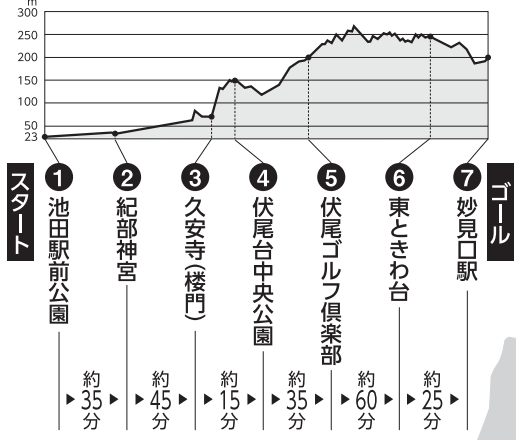 m
300
250
200
150
100
50
23
スタート
1 池田駅前公園
2 紀部神宮
3 久安寺(楼門)
4 伏尾台中央公園
5 伏尾ゴルフ倶楽部
6 東ときわ台
7 妙見口駅
ゴール
▶約35分▶
▶約45分▶
▶約15分▶
▶約35分▶
▶約60分▶
▶約25分▶